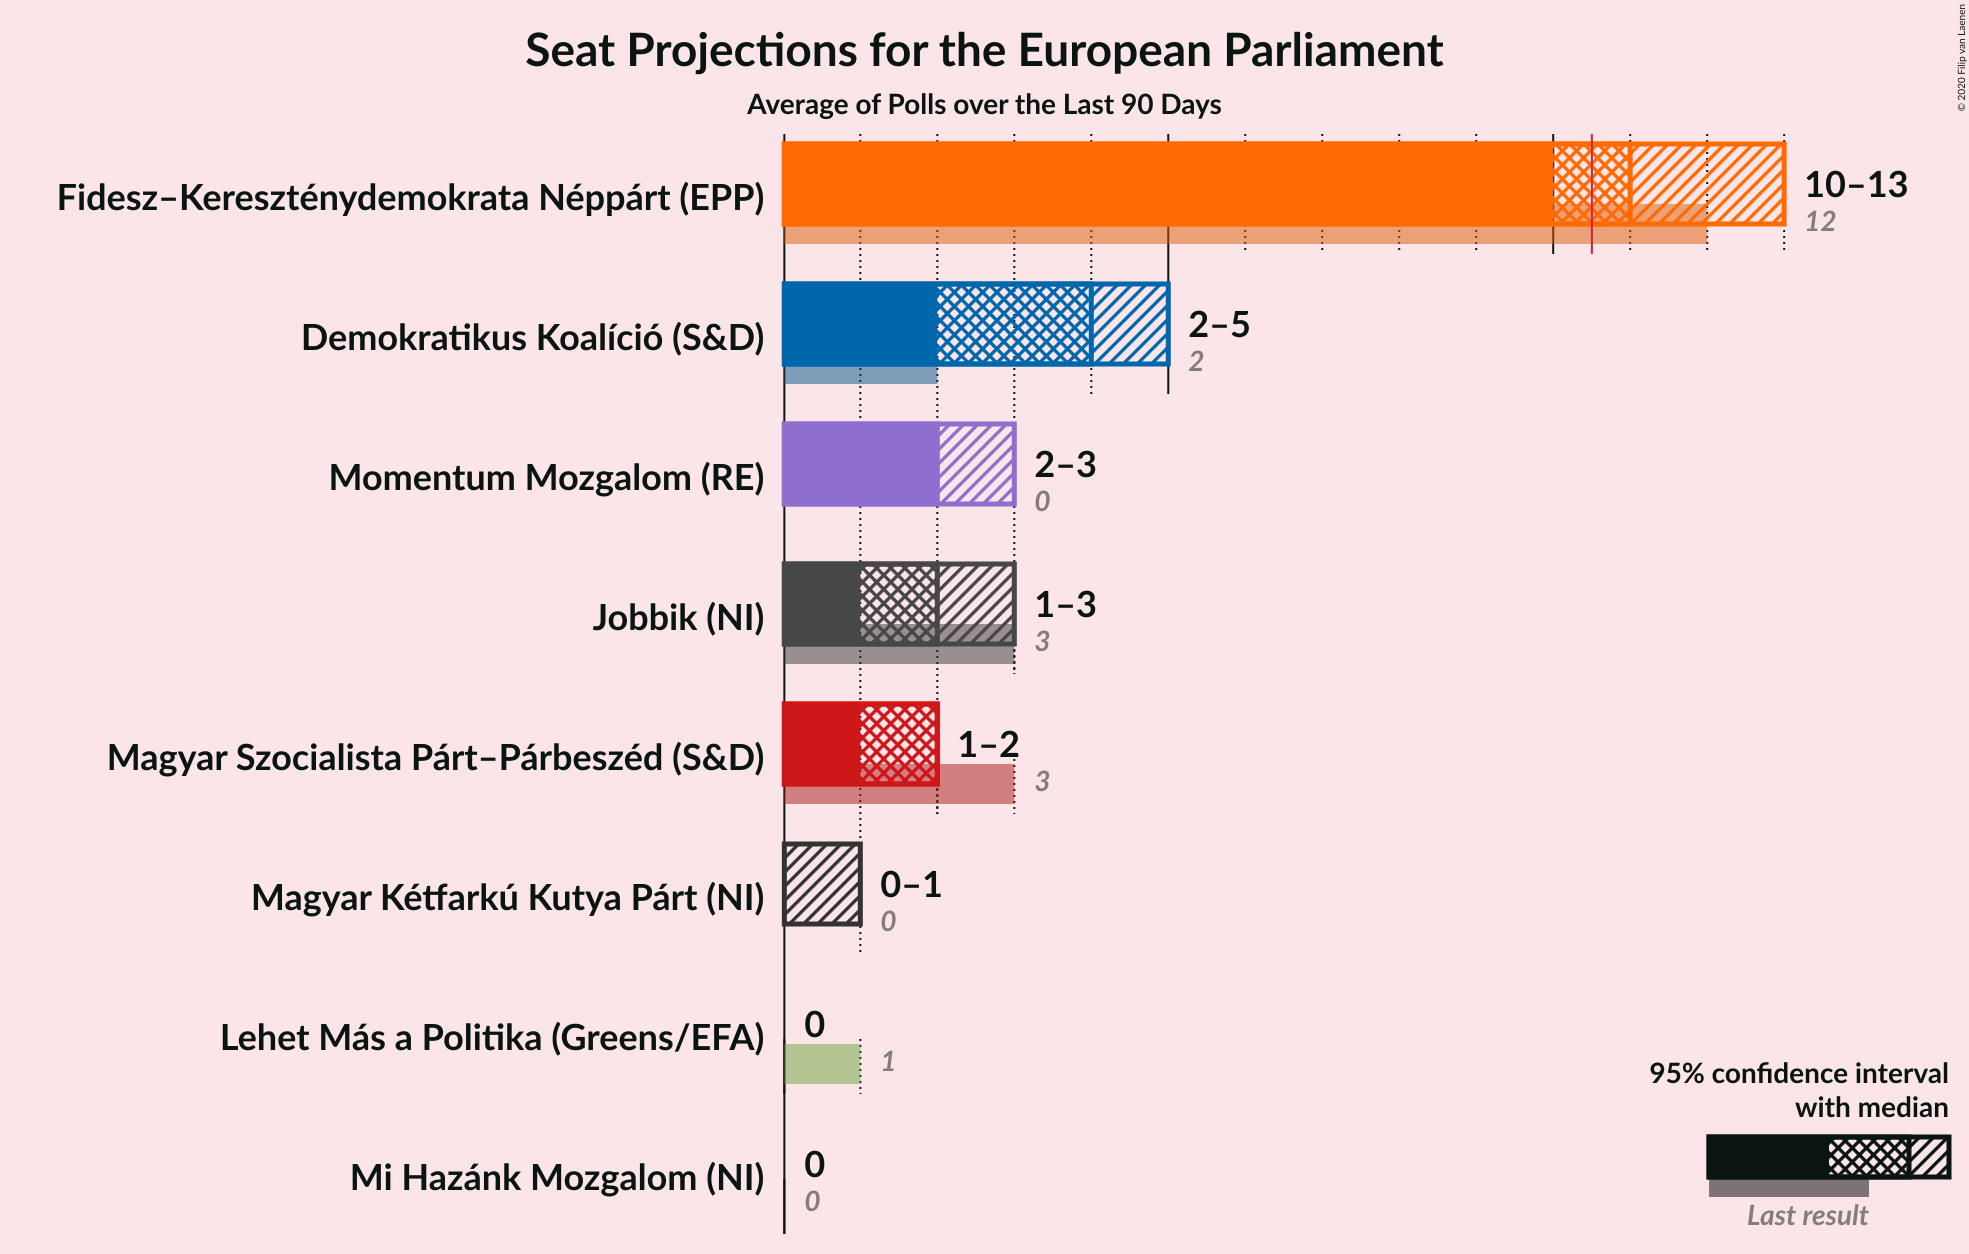 Seat Projections for the European Parliament
Average of Polls over the Last 90 Days
© 2020 Filip van Laenen
Fidesz–Kereszténydemokrata Néppárt (EPP)
10–13
12
Demokratikus Koalíció (S&D)
2–5
2
Momentum Mozgalom (RE)
2–3
0
Jobbik (NI)
1–3
3
Magyar Szocialista Párt–Párbeszéd (S&D)
1–2
3
Magyar Kétfarkú Kutya Párt (NI)
0–1
0
Lehet Más a Politika (Greens/EFA)
0
1
Mi Hazánk Mozgalom (NI)
0
0
95% confidence interval
with median
Last result